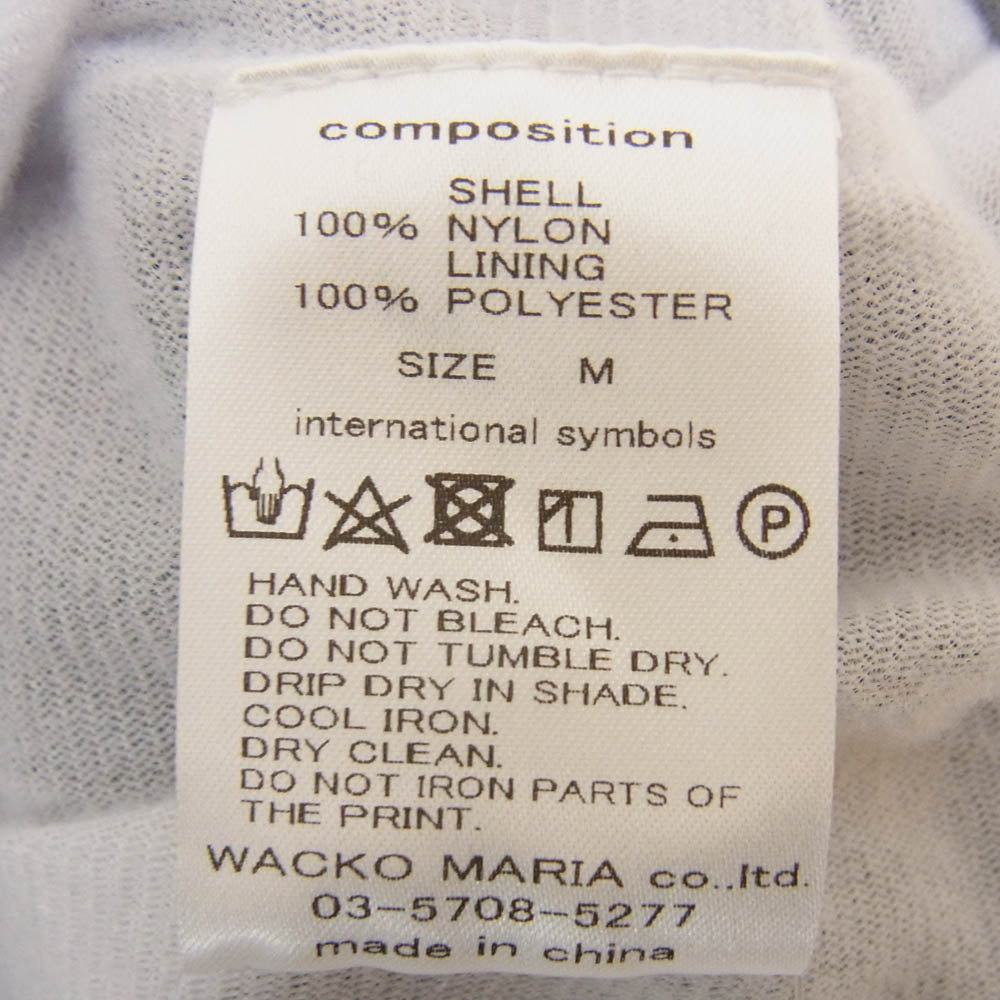 composition
SHELL
100% NYLON
LINING
100% POLYESTER
SIZE M
international symbols
P
HAND WASH.
DO NOT BLEACH.
DO NOT TUMBLE DRY.
DRIP DRY IN SHADE.
COOL IRON.
DRY CLEAN.
DO NOT IRON PARTS OF
THE PRINT.
WACKO MARIA co.,ltd.
03-5708-5277
made in china